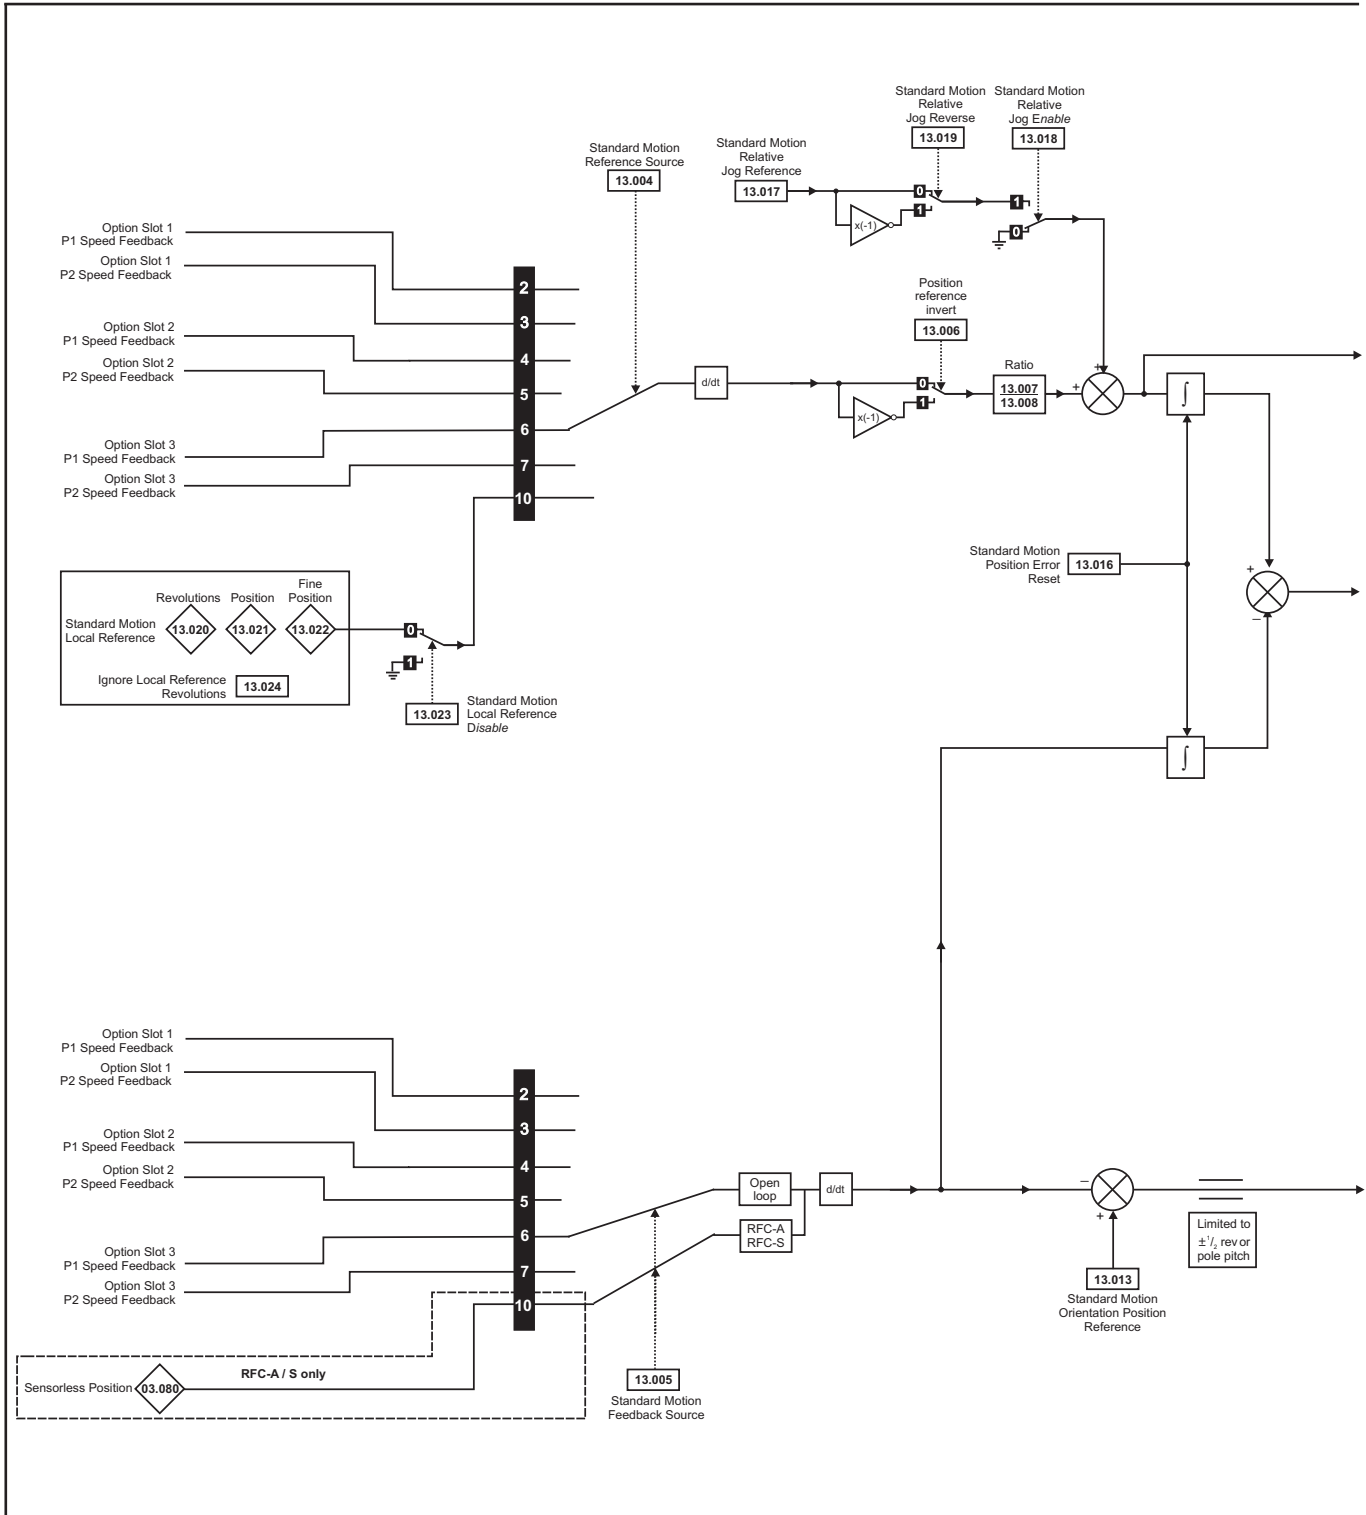 Standard Motion
Relative
Jog Reverse
13.019
Standard Motion
Relative
Jog Enable
13.018
Standard Motion
Relative
Jog Reference
13.017
Standard Motion
Reference Source
13.004
0
1
x(-1)
1
0
Option Slot 1
P1 Speed Feedback
Option Slot 1
P2 Speed Feedback
Option Slot 2
P1 Speed Feedback
Option Slot 2
P2 Speed Feedback
Option Slot 3
P1 Speed Feedback
Option Slot 3
P2 Speed Feedback
2
3
4
5
6
7
10
d/dt
Position
reference
invert
13.006
0
1
x(-1)
Ratio
13.007
13.008
+
+
∫
Standard Motion
Position Error
Reset
13.016
+
–
∫
Revolutions
Position
Fine
Position
Standard Motion
Local Reference
13.020
13.021
13.022
Ignore Local Reference
Revolutions
13.024
0
1
13.023
Standard Motion
Local Reference
Disable
Option Slot 1
P1 Speed Feedback
Option Slot 1
P2 Speed Feedback
Option Slot 2
P1 Speed Feedback
Option Slot 2
P2 Speed Feedback
Option Slot 3
P1 Speed Feedback
Option Slot 3
P2 Speed Feedback
2
3
4
5
6
7
10
Open
loop
RFC-A
RFC-S
d/dt
–
+
13.013
Standard Motion
Orientation Position
Reference
Limited to
±1/2 rev or
pole pitch
Sensorless Position
03.080
RFC-A / S only
13.005
Standard Motion
Feedback Source